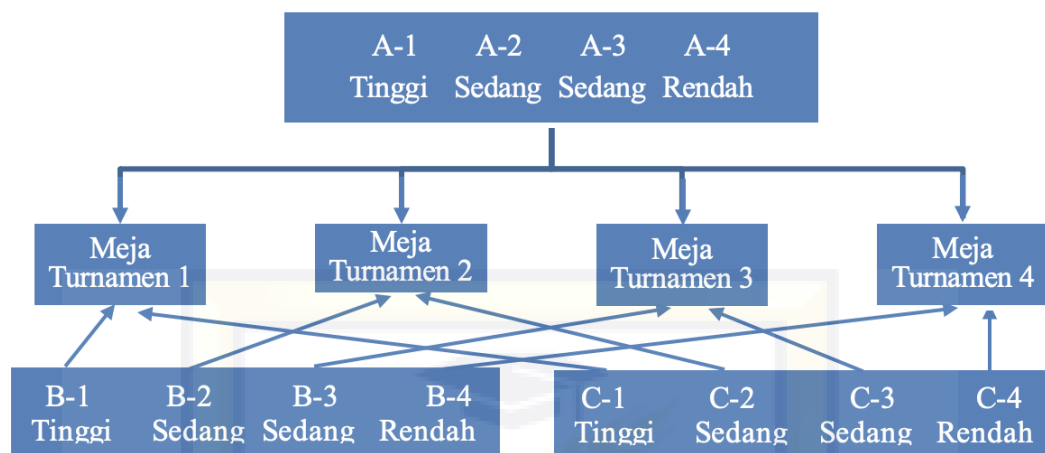 A-1 A-2 A-3 A-4
Tinggi Sedang Sedang Rendah
Meja
Turnamen 1
Meja
Turnamen 2
Meja
Turnamen 3
Meja
Turnamen 4
B-1 B-2 B-3 B-4
Tinggi Sedang Sedang Rendah
C-1 C-2 C-3 C-4
Tinggi Sedang Sedang Rendah